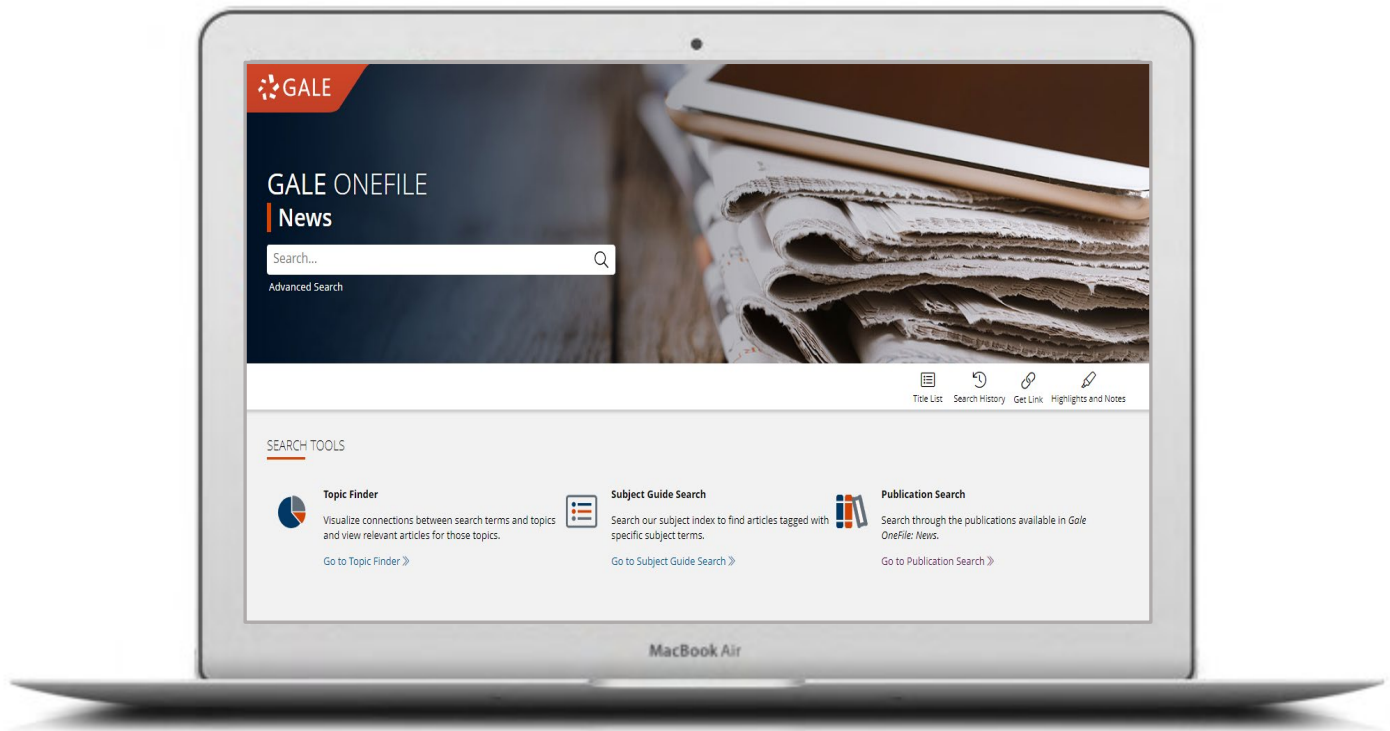 GALE
GALE ONEFILE
News
Search...
Advanced Search
Title List
Search History
Get Link
Highlights and Notes
SEARCH TOOLS
Topic Finder
Visualize connections between search terms and topics
and view relevant articles for those topics.
Go to Topic Finder »
Subject Guide Search
Search our subject index to find articles tagged with
specific subject terms.
Go to Subject Guide Search »
Publication Search
Search through the publications available in Gale
OneFile: News.
Go to Publication Search »
MacBook Air